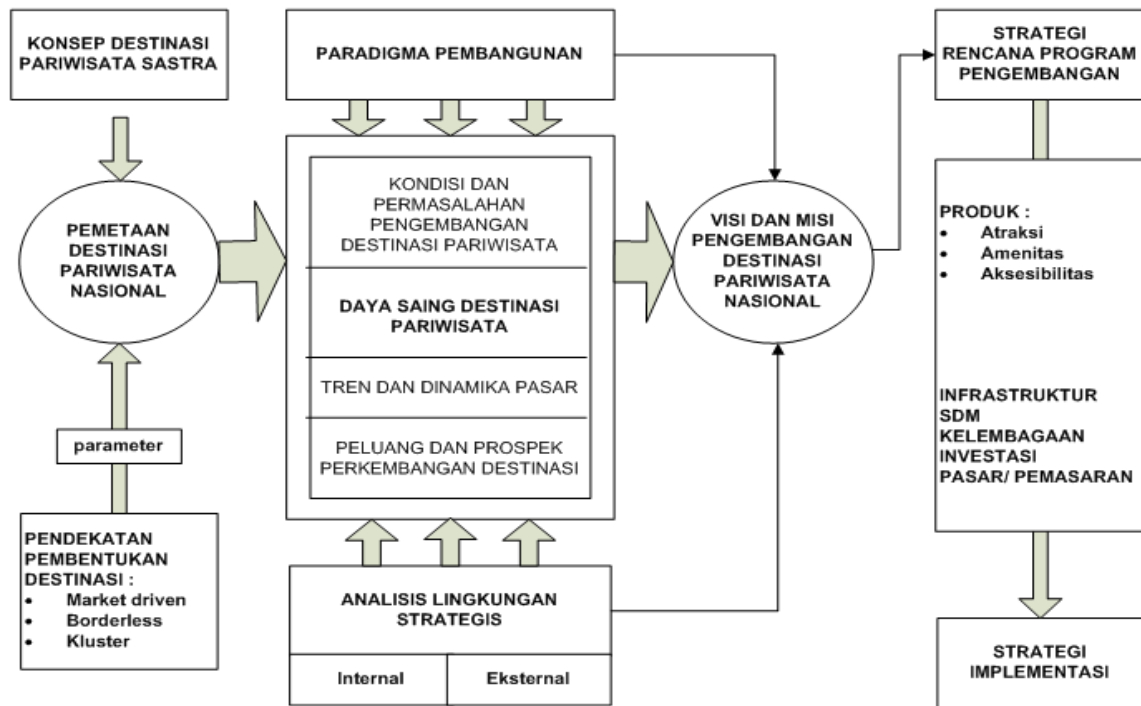 KONSEP DESTINASI
PARIWISATA SASTRA
PEMETAAN
DESTINASI
PARIWISATA
NASIONAL
parameter
PENDEKATAN
PEMBENTUKAN
DESTINASI :
• Market driven
• Borderless
• Kluster
PARADIGMA PEMBANGUNAN
KONDISI DAN
PERMASALAHAN
PENGEMBANGAN
DESTINASI PARIWISATA
DAYA SAING DESTINASI
PARIWISATA
TREN DAN DINAMIKA PASAR
PELUANG DAN PROSPEK
PERKEMBANGAN DESTINASI
ANALISIS LINGKUNGAN
STRATEGIS
Internal
Eksternal
VISI DAN MISI
PENGEMBANGAN
DESTINASI
PARIWISATA
NASIONAL
STRATEGI
RENCANA PROGRAM
PENGEMBANGAN
PRODUK :
• Atraksi
• Amenitas
• Aksesibilitas
INFRASTRUKTUR
SDM
KELEMBAGAAN
INVESTASI
PASAR/ PEMASARAN
STRATEGI
IMPLEMENTASI